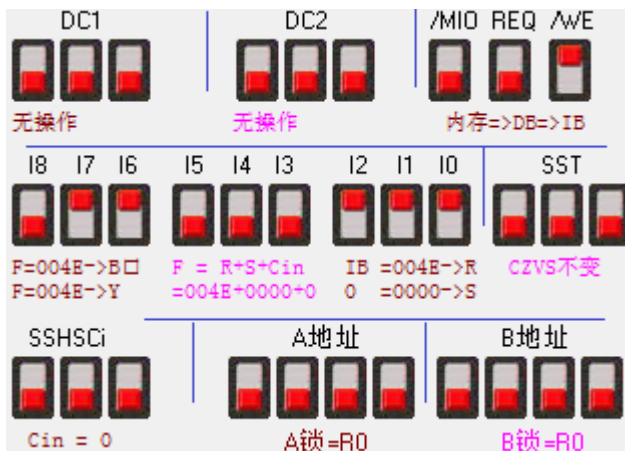 DC1 DC2 /MIO REQ /WE
无操作 无操作 内存=>DB=>IB
I8 I7 I6 I5 I4 I3 I2 I1 I0 SST
F=004E->B口 F = R+S+Cin IB =004E->R CZVS不变
F=004E->Y =004E+0000+0 0 =0000->S
SSHSCi A地址 B地址
Cin = 0 A锁=R0 B锁=R0